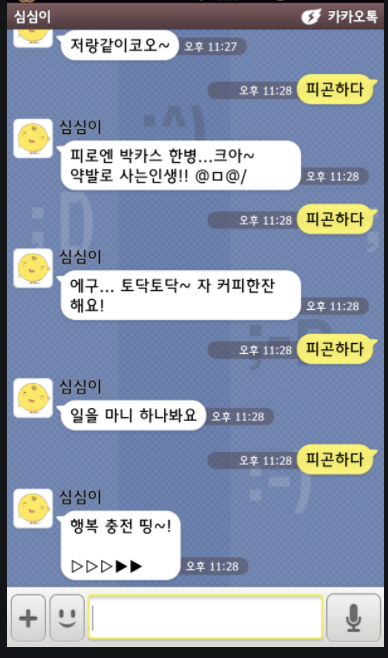 심심이 카카오톡
저랑같이코오~ 오후 11:27
오후 11:28 피곤하다
심심이
피로엔 박카스 한병...크아~
약발로 사는인생!! @ㅁ@/ 오후 11:28
오후 11:28 피곤하다
심심이
에구... 토닥토닥~ 자 커피한잔
해요! 오후 11:28
오후 11:28 피곤하다
심심이
일을 마니 하나봐요 오후 11:28
오후 11:28 피곤하다
심심이
행복 충전 띵~!
▷▷▷▶▶ 오후 11:28